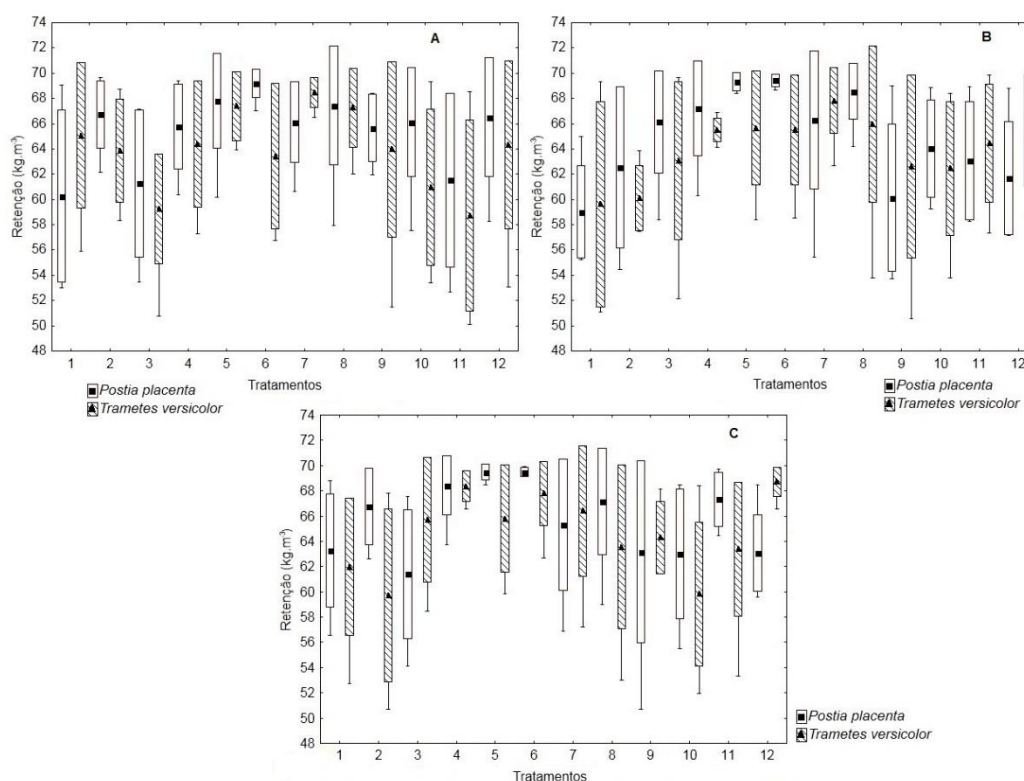 A
Retenção (kg.m³)
74
72
70
68
66
64
62
60
58
56
54
52
50
48
1 2 3 4 5 6 7 8 9 10 11 12
Tratamentos
Postia placenta
Trametes versicolor
B
Retenção (kg.m³)
74
72
70
68
66
64
62
60
58
56
54
52
50
48
1 2 3 4 5 6 7 8 9 10 11 12
Tratamentos
Postia placenta
Trametes versicolor
C
Retenção (kg.m³)
74
72
70
68
66
64
62
60
58
56
54
52
50
48
1 2 3 4 5 6 7 8 9 10 11 12
Tratamentos
Postia placenta
Trametes versicolor